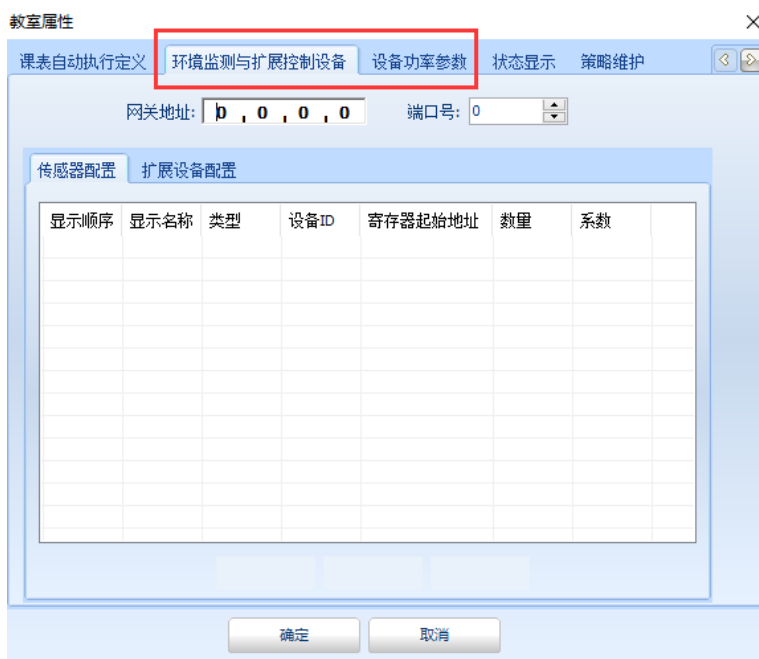 教室属性
课表自动执行定义 环境监测与扩展控制设备 设备功率参数 状态显示 策略维护
网关地址: 0 . 0 . 0 . 0 端口号: 0
传感器配置 扩展设备配置
显示顺序 显示名称 类型 设备ID 寄存器起始地址 数量 系数
确定 取消